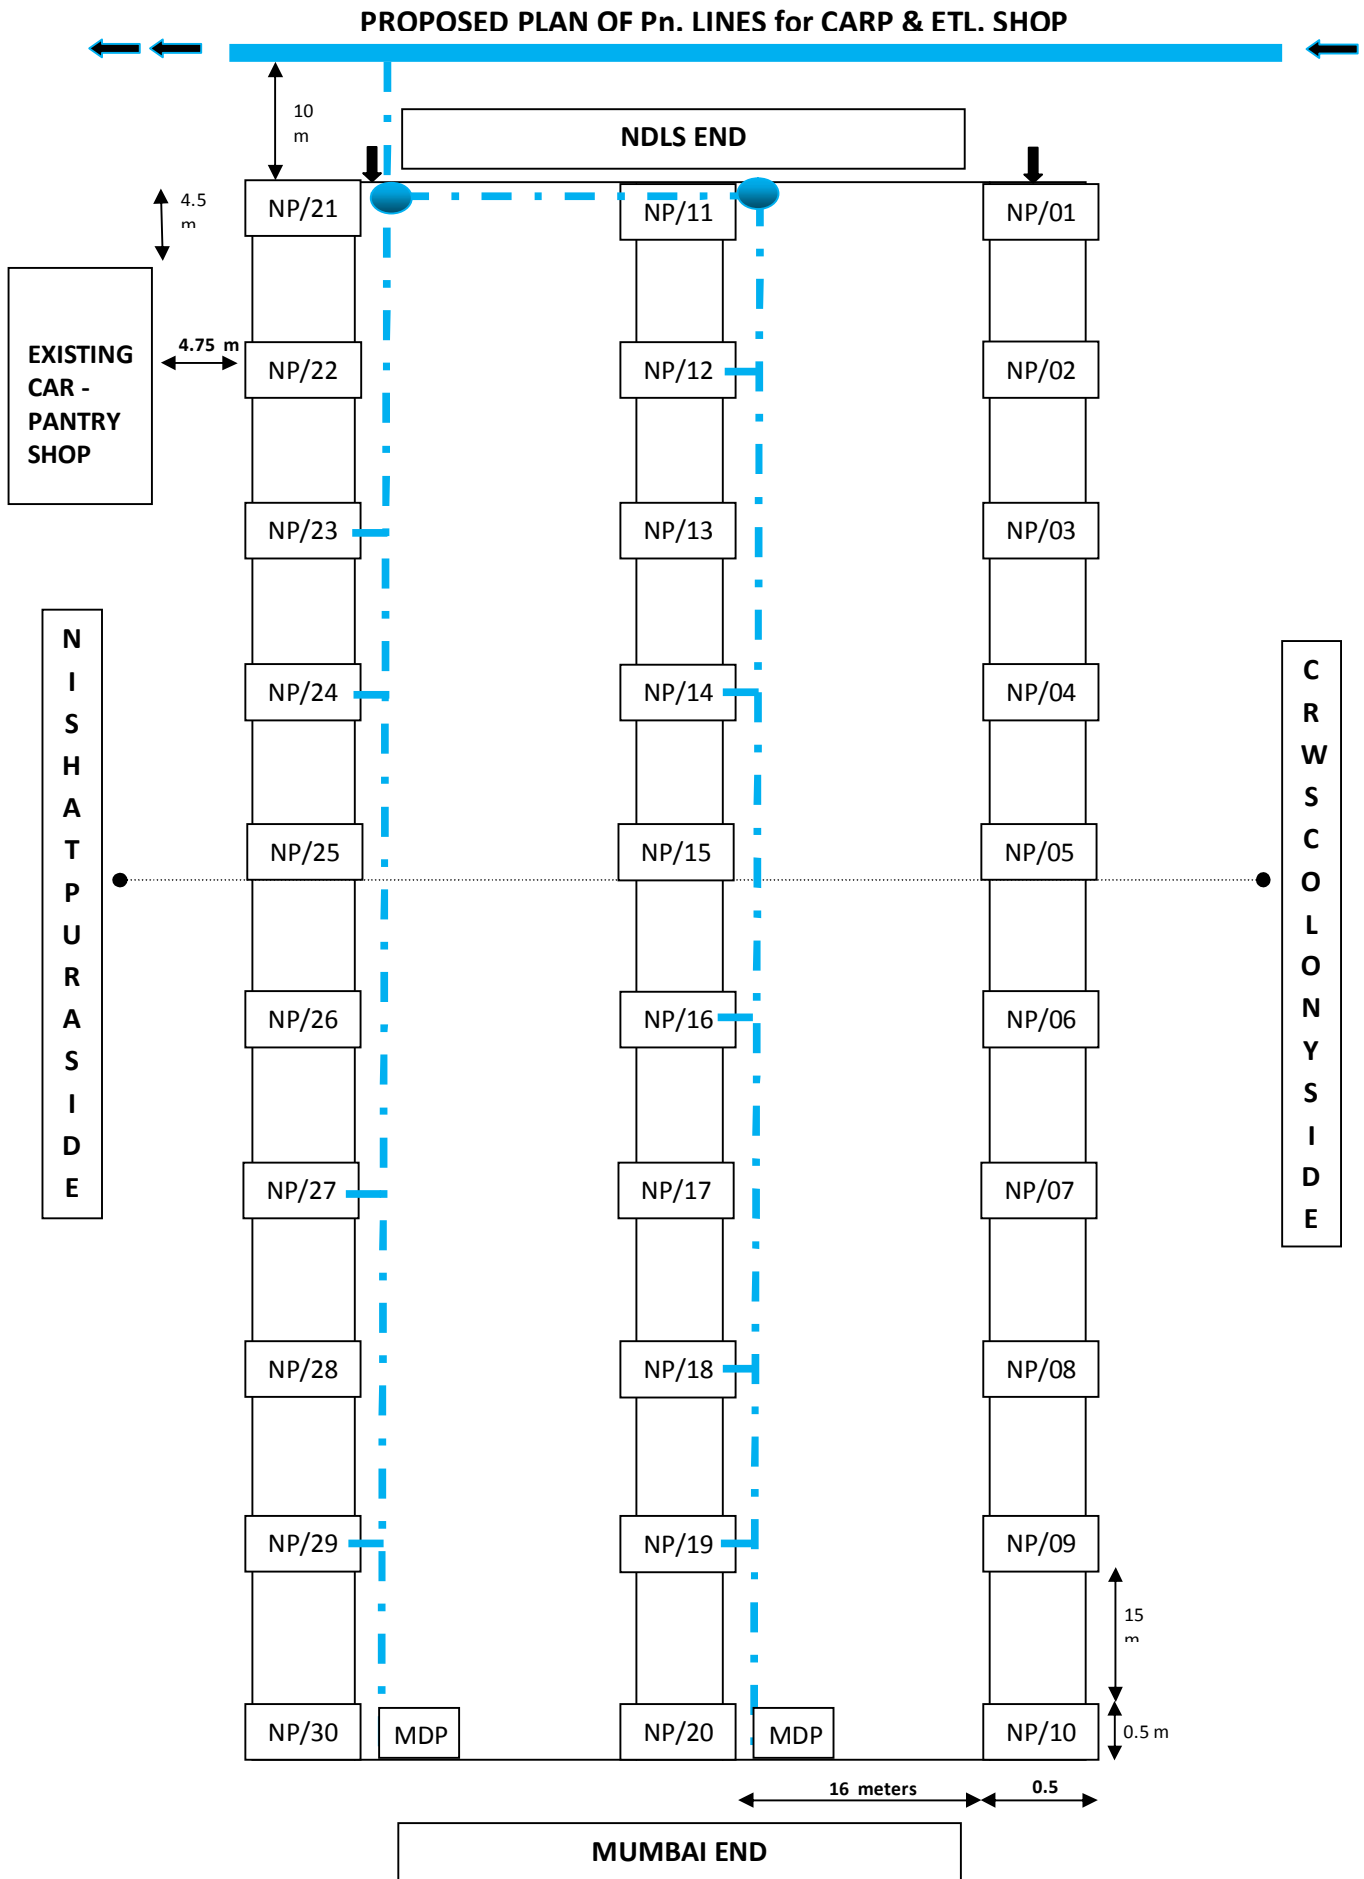 PROPOSED PLAN OF Pn. LINES for CARP & ETL. SHOP
10
m
NDLS END
4.5
m
NP/21
NP/11
NP/01
EXISTING
CAR -
PANTRY
SHOP
4.75 m
NP/22
NP/12
NP/02
NP/23
NP/13
NP/03
N
I
S
H
A
T
P
U
R
A
S
I
D
E
NP/24
NP/14
NP/04
C
R
W
S
C
O
L
O
N
Y
S
I
D
E
NP/25
NP/15
NP/05
NP/26
NP/16
NP/06
NP/27
NP/17
NP/07
NP/28
NP/18
NP/08
NP/29
NP/19
NP/09
15
m
NP/30
MDP
NP/20
MDP
NP/10
0.5 m
16 meters
0.5
MUMBAI END